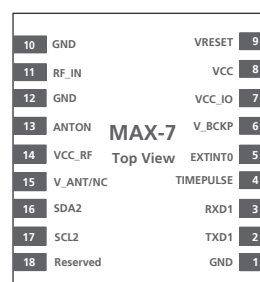 10 GND VRESET 9
11 RF_IN VCC 8
12 GND VCC_IO 7
13 ANTON MAX-7 V_BCKP 6
14 VCC_RF Top View EXTINT0 5
15 V_ANT/NC TIMEPULSE 4
16 SDA2 RXD1 3
17 SCL2 TXD1 2
18 Reserved GND 1